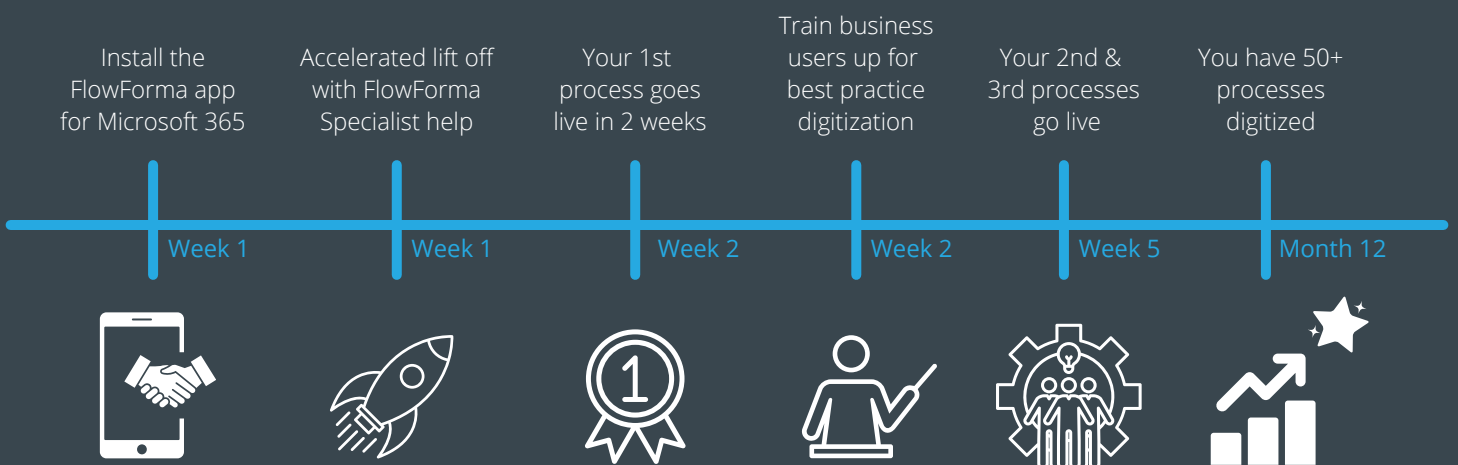 Install the
FlowForma app
for Microsoft 365
Week 1
Accelerated lift off
with FlowForma
Specialist help
Week 1
Your 1st
process goes
live in 2 weeks
Week 2
1
Train business
users up for
best practice
digitization
Week 2
Your 2nd &
3rd processes
go live
Week 5
You have 50+
processes
digitized
Month 12